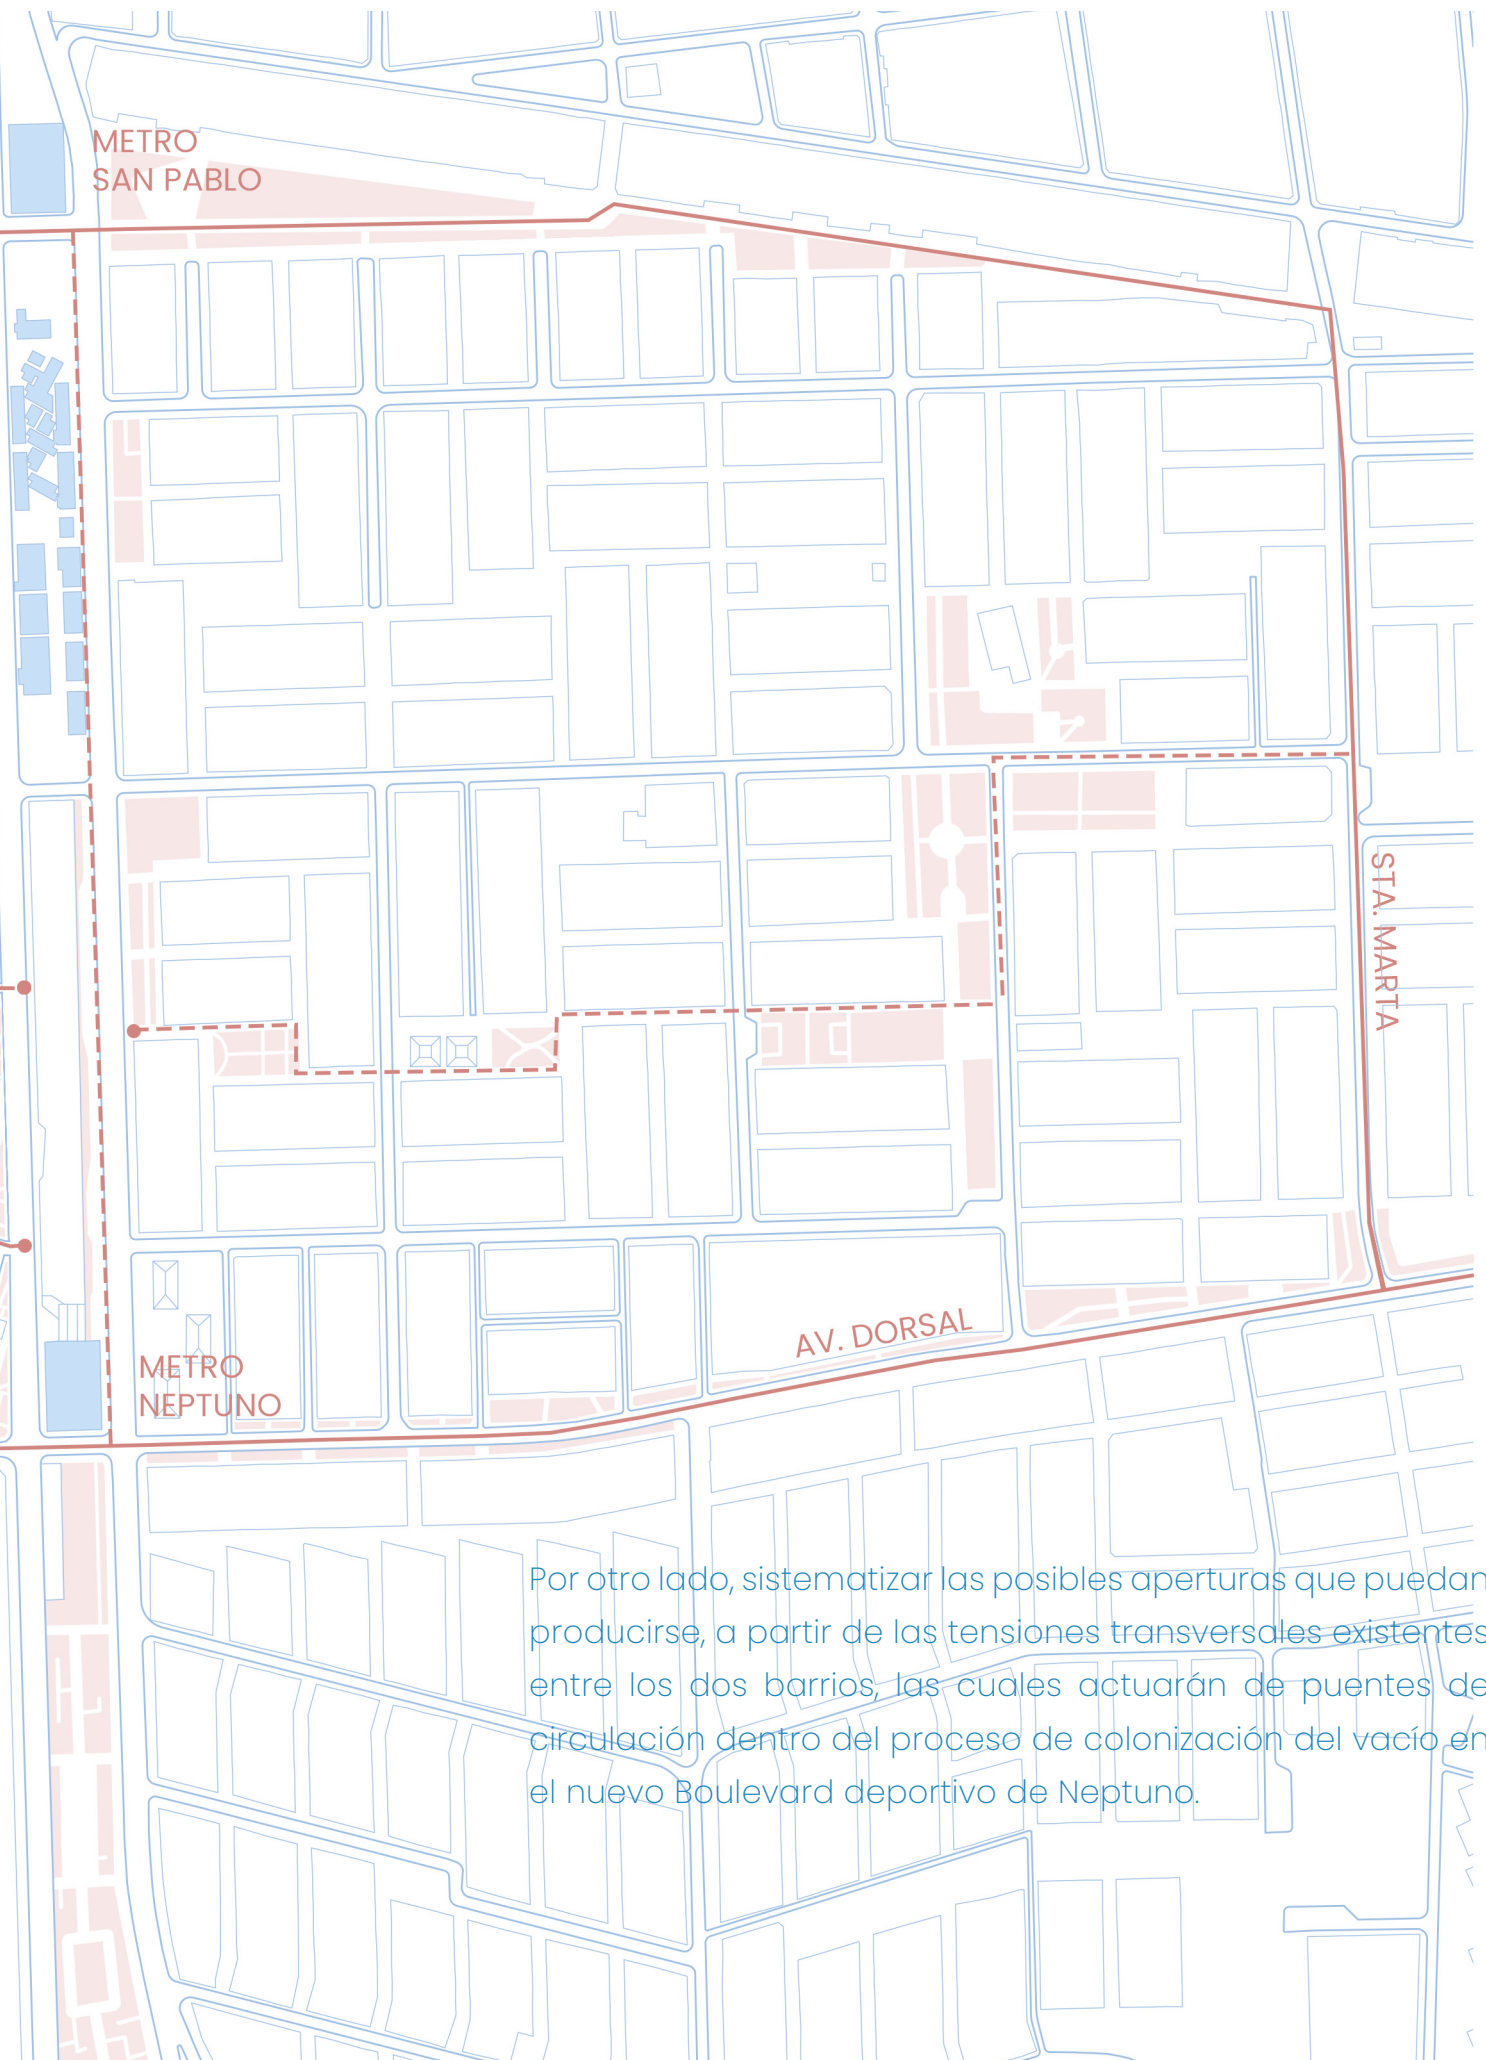 METRO
SAN PABLO
STA. MARTA
AV. DORSAL
METRO
NEPTUNO
Por otro lado, sistematizar las posibles aperturas que puedan
producirse, a partir de las tensiones transversales existentes
entre los dos barrios, las cuales actuarán de puentes de
circulación dentro del proceso de colonización del vacío en
el nuevo Boulevard deportivo de Neptuno.